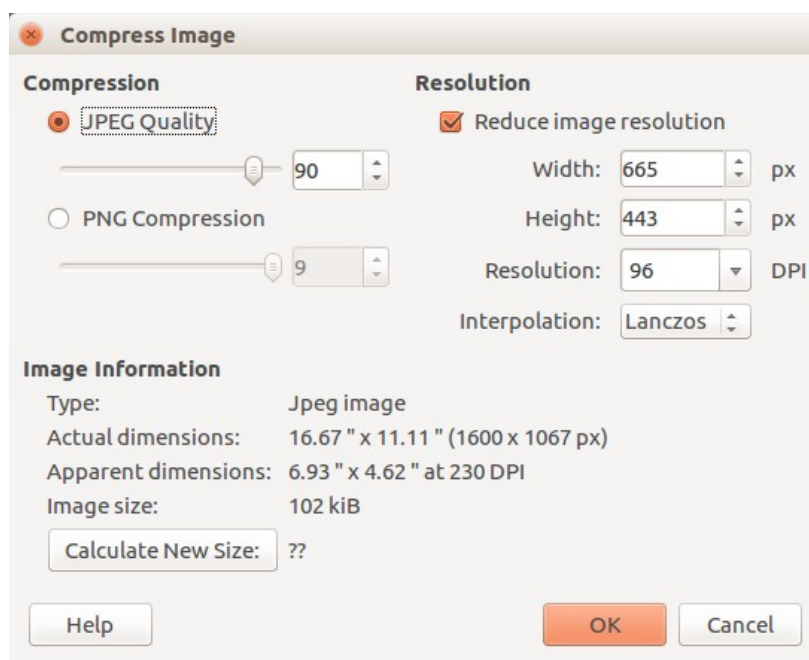 Compress Image
Compression
JPEG Quality
90
PNG Compression
9
Resolution
Reduce image resolution
Width: 665 px
Height: 443 px
Resolution: 96 DPI
Interpolation: Lanczos
Image Information
Type: Jpeg image
Actual dimensions: 16.67 " x 11.11 " (1600 x 1067 px)
Apparent dimensions: 6.93 " x 4.62 " at 230 DPI
Image size: 102 kiB
Calculate New Size: ??
Help OK Cancel